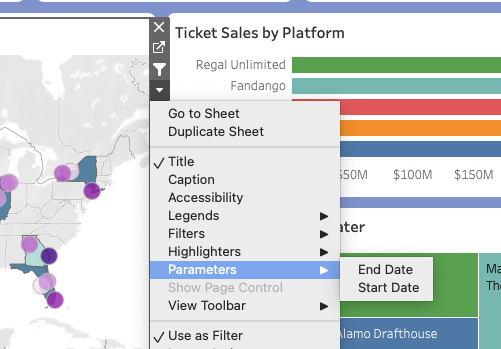 Ticket Sales by Platform
Regal Unlimited
Fandango
Go to Sheet
Duplicate Sheet
Title
Caption
Accessibility
Legends
Filters
Highlighters
Parameters
Show Page Control
View Toolbar
Use as Filter
End Date
Start Date
$50M $100M $150M
ater
Ma
The
Alamo Drafthouse